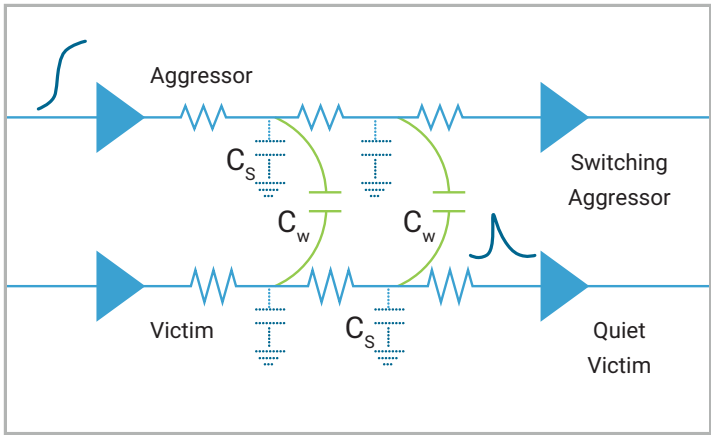 Aggressor
C_S
Switching
Aggressor
C_w
C_w
Victim
C_S
Quiet
Victim